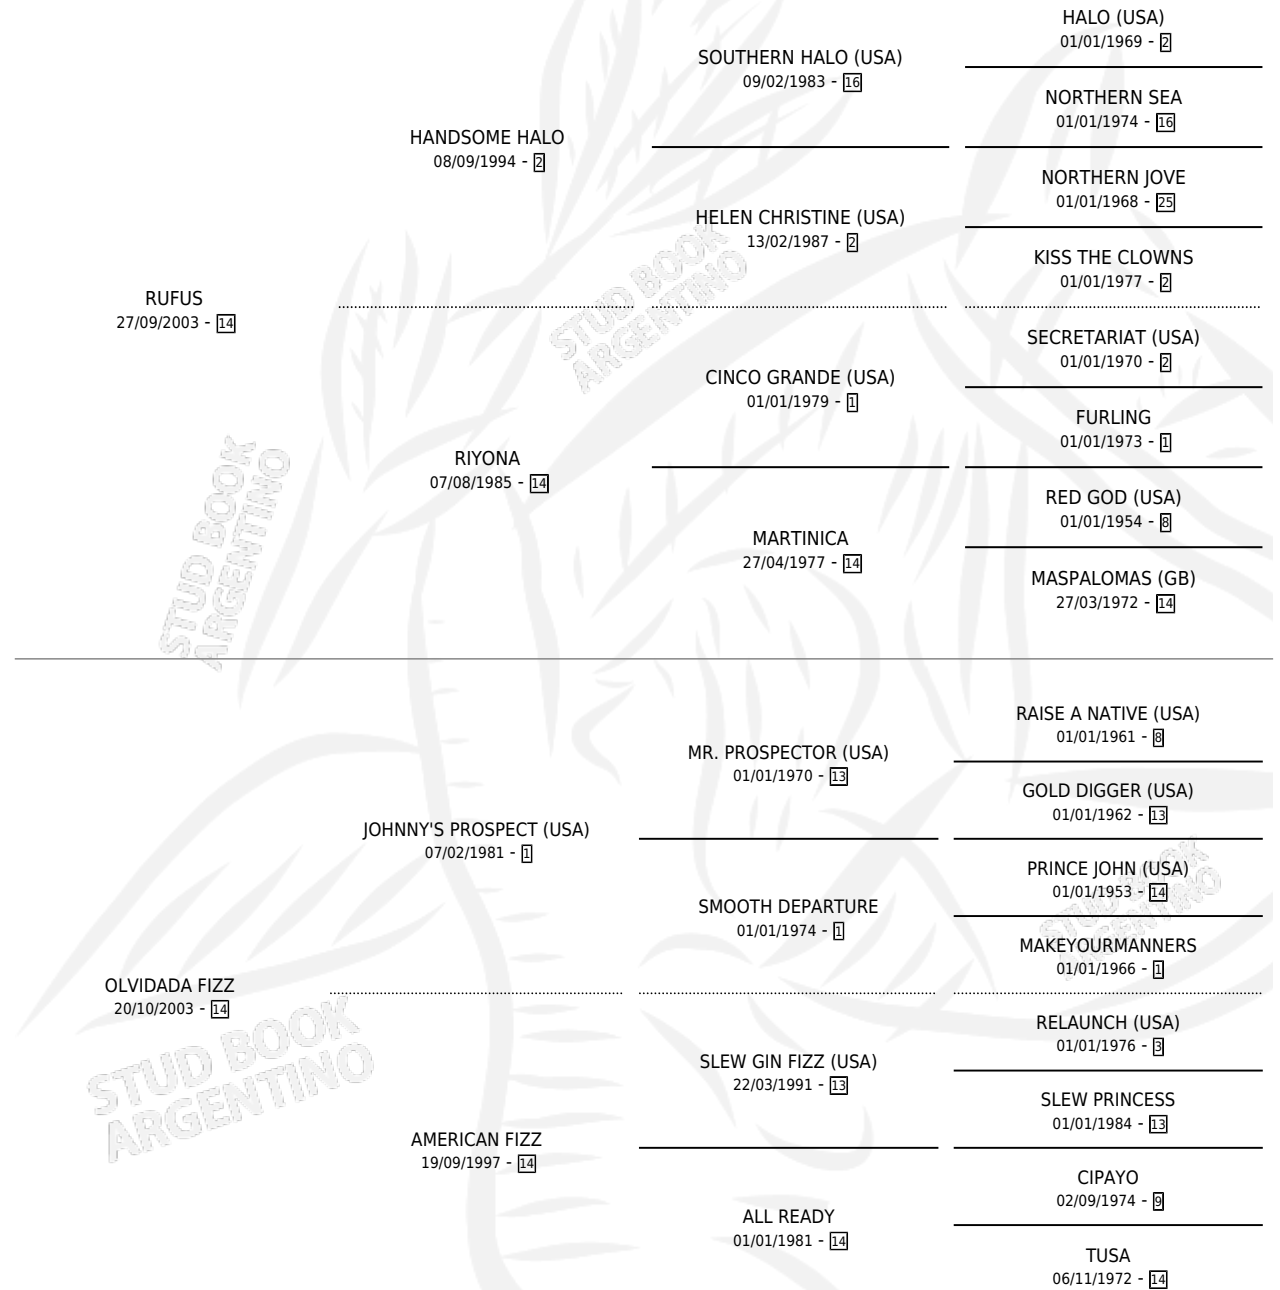 HALO (USA)
01/01/1969 - 2
SOUTHERN HALO (USA)
09/02/1983 - 16
NORTHERN SEA
01/01/1974 - 16
HANDSOME HALO
08/09/1994 - 2
NORTHERN JOVE
01/01/1968 - 25
HELEN CHRISTINE (USA)
13/02/1987 - 2
KISS THE CLOWNS
01/01/1977 - 2
RUFUS
27/09/2003 - 14
SECRETARIAT (USA)
01/01/1970 - 2
CINCO GRANDE (USA)
01/01/1979 - 1
FURLING
01/01/1973 - 1
RIYONA
07/08/1985 - 14
RED GOD (USA)
01/01/1954 - 8
MARTINICA
27/04/1977 - 14
MASPALOMAS (GB)
27/03/1972 - 14
RAISE A NATIVE (USA)
01/01/1961 - 8
MR. PROSPECTOR (USA)
01/01/1970 - 13
GOLD DIGGER (USA)
01/01/1962 - 13
JOHNNY'S PROSPECT (USA)
07/02/1981 - 1
PRINCE JOHN (USA)
01/01/1953 - 14
SMOOTH DEPARTURE
01/01/1974 - 1
MAKEYOURMANNERS
01/01/1966 - 1
OLVIDADA FIZZ
20/10/2003 - 14
RELAUNCH (USA)
01/01/1976 - 3
SLEW GIN FIZZ (USA)
22/03/1991 - 13
SLEW PRINCESS
01/01/1984 - 13
AMERICAN FIZZ
19/09/1997 - 14
CIPAYO
02/09/1974 - 9
ALL READY
01/01/1981 - 14
TUSA
06/11/1972 - 14
STUD BOOK
ARGENTINO
STUD BOOK
ARGENTINO
STUD BOOK
ARGENTINO
STUD BOOK
ARGENTINO